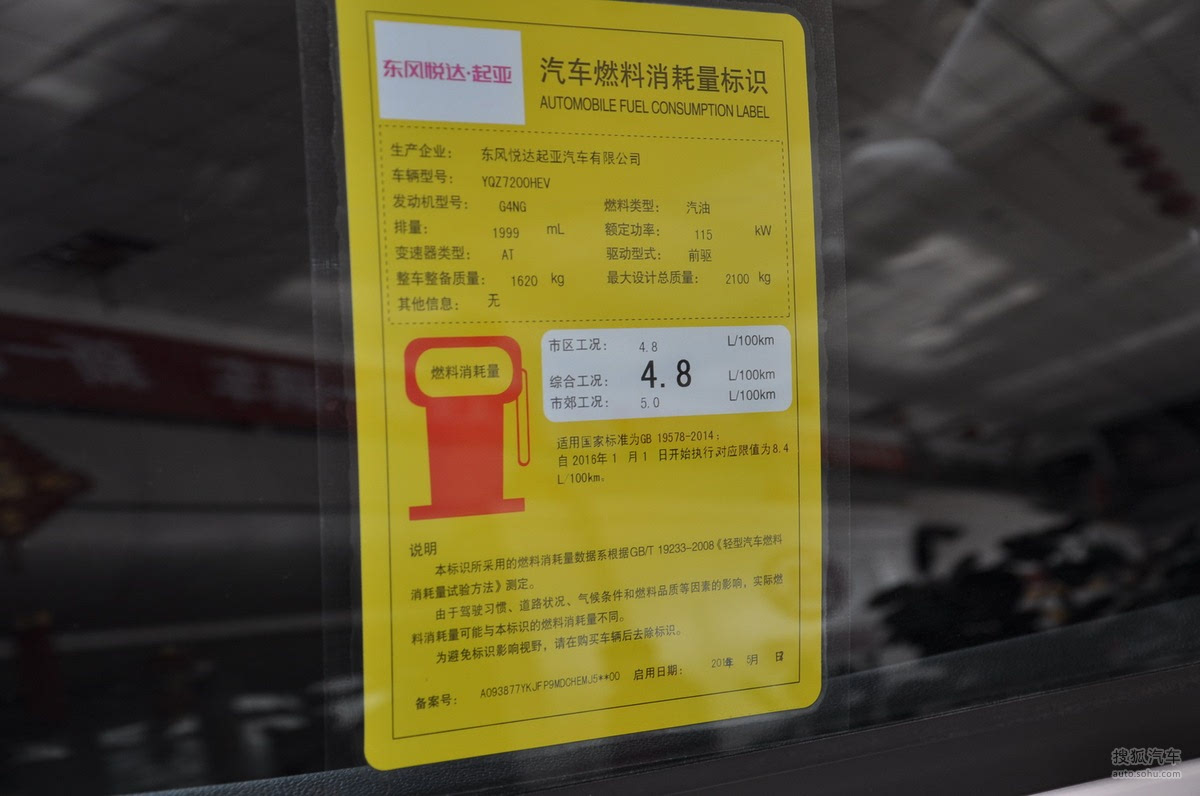 东风悦达·起亚
汽车燃料消耗量标识
AUTOMOBILE FUEL CONSUMPTION LABEL
生产企业： 东风悦达起亚汽车有限公司
车辆型号： YQZ7200HEV
发动机型号： G4NG 燃料类型： 汽油
排量： 1999 mL 额定功率： 115 kW
变速器类型： AT 驱动型式： 前驱
整车整备质量： 1620 kg 最大设计总质量： 2100 kg
其他信息： 无
燃料消耗量
市区工况： 4.8 L/100km
综合工况： 4.8 L/100km
市郊工况： 5.0 L/100km
适用国家标准为GB 19578-2014；
自 2016年 1 月 1 日开始执行,对应限值为8.4
L/100km。
说明
本标识所采用的燃料消耗量数据系根据GB/T 19233-2008《轻型汽车燃料
消耗量试验方法》测定。
由于驾驶习惯、道路状况、气候条件和燃料品质等因素的影响，实际燃
料消耗量可能与本标识的燃料消耗量不同。
为避免标识影响视野，请在购买车辆后去除标识。
备案号： A093877YKJFP9MDCHEMJ5**00 启用日期： 年 5月 日
搜狐汽车
auto.sohu.com